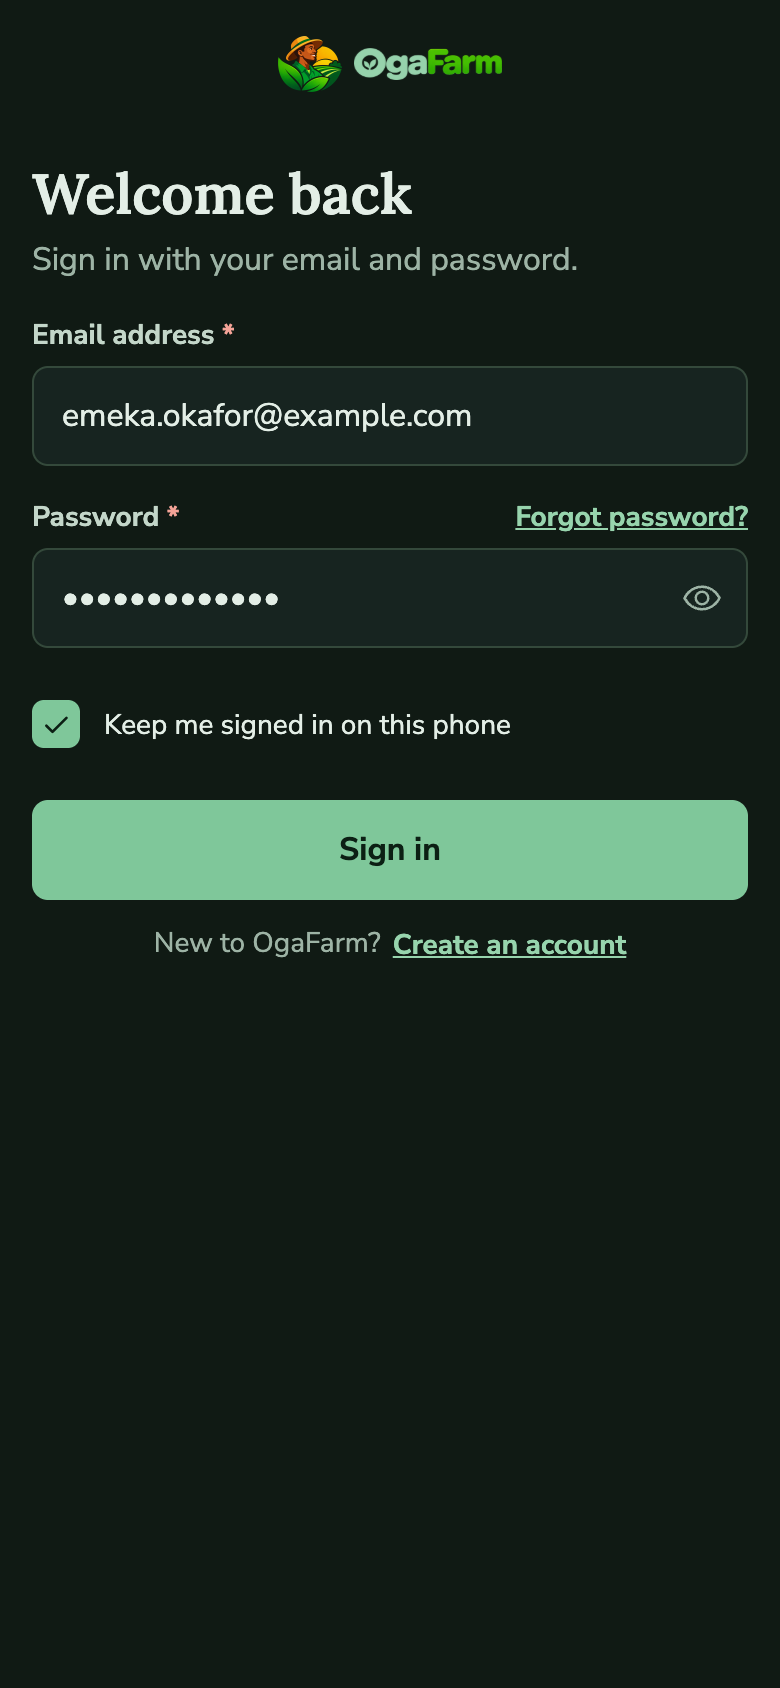 OgaFarm
Welcome back
Sign in with your email and password.
Email address *
emeka.okafor@example.com
Password *
Forgot password?
•••••••••••••
Keep me signed in on this phone
Sign in
New to OgaFarm? Create an account